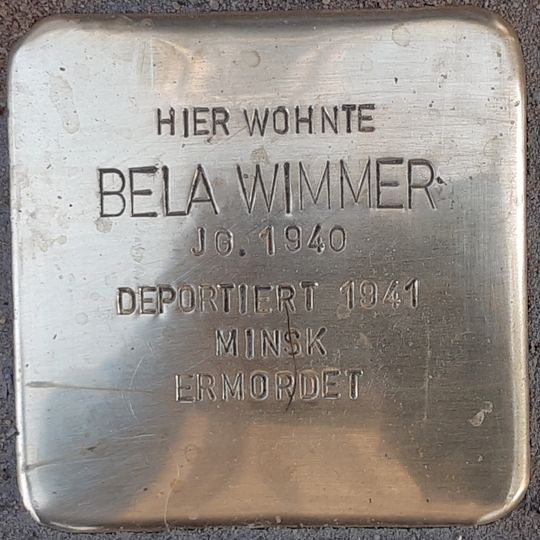 HIER WOHNTE
BELA WIMMER
JG. 1940
DEPORTIERT 1941
MINSK
ERMORDET